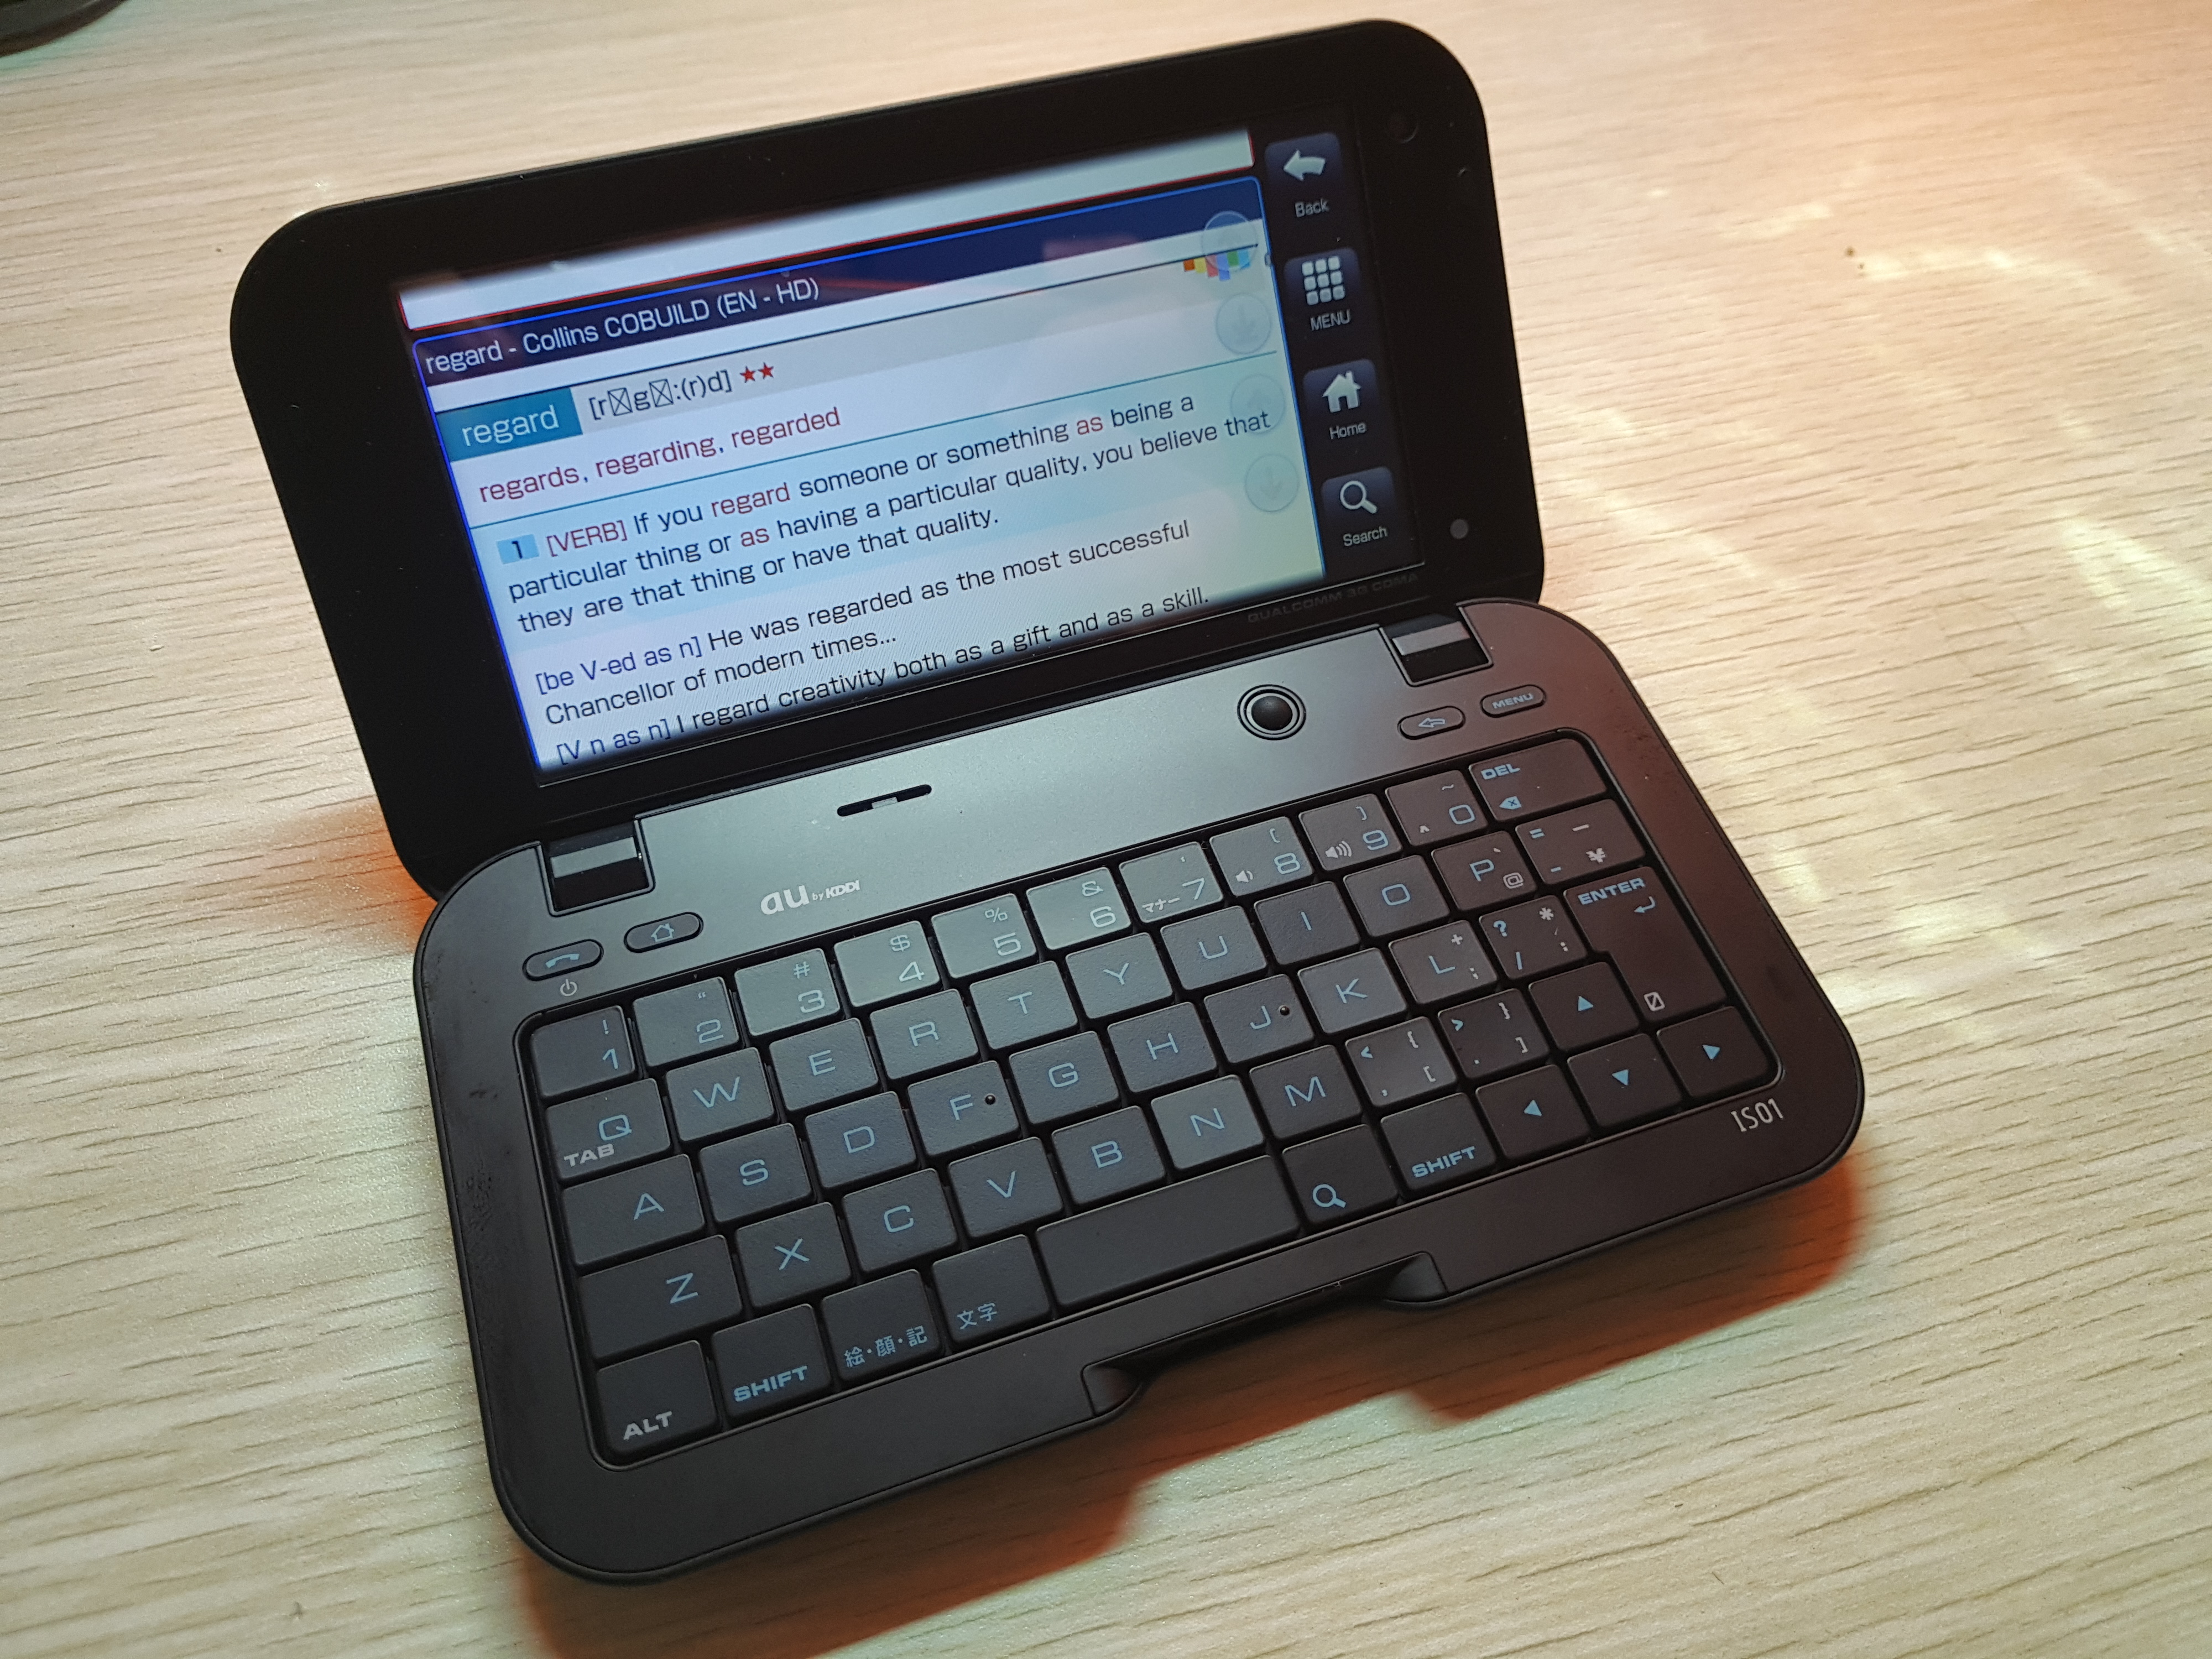 regard - Collins COBUILD (EN - HD)
regard [r☒g☒:(r)d] ★★
regards, regarding, regarded
1 [VERB] If you regard someone or something as being a
particular thing or as having a particular quality, you believe that
they are that thing or have that quality.
[be V-ed as n] He was regarded as the most successful
Chancellor of modern times...
[V n as n] I regard creativity both as a gift and as a skill.
Back
MENU
Home
Search
QUALCOMM 3G CDMA
MENU
au by KDDI
! 1 " 2 # 3 $ 4 % 5 & 6 ' 7 マナー ( 8 ) 9 ~ 0 ^ DEL
Q TAB W E R T Y U I O P ` @ = - — ¥
A S D F G H J K L + ; ? / * : ENTER
Z X C V B N M < , { [ > . } ] ▲
ALT SHIFT 絵・顔・記 文字 SHIFT ◀ ▼ ▶
IS01